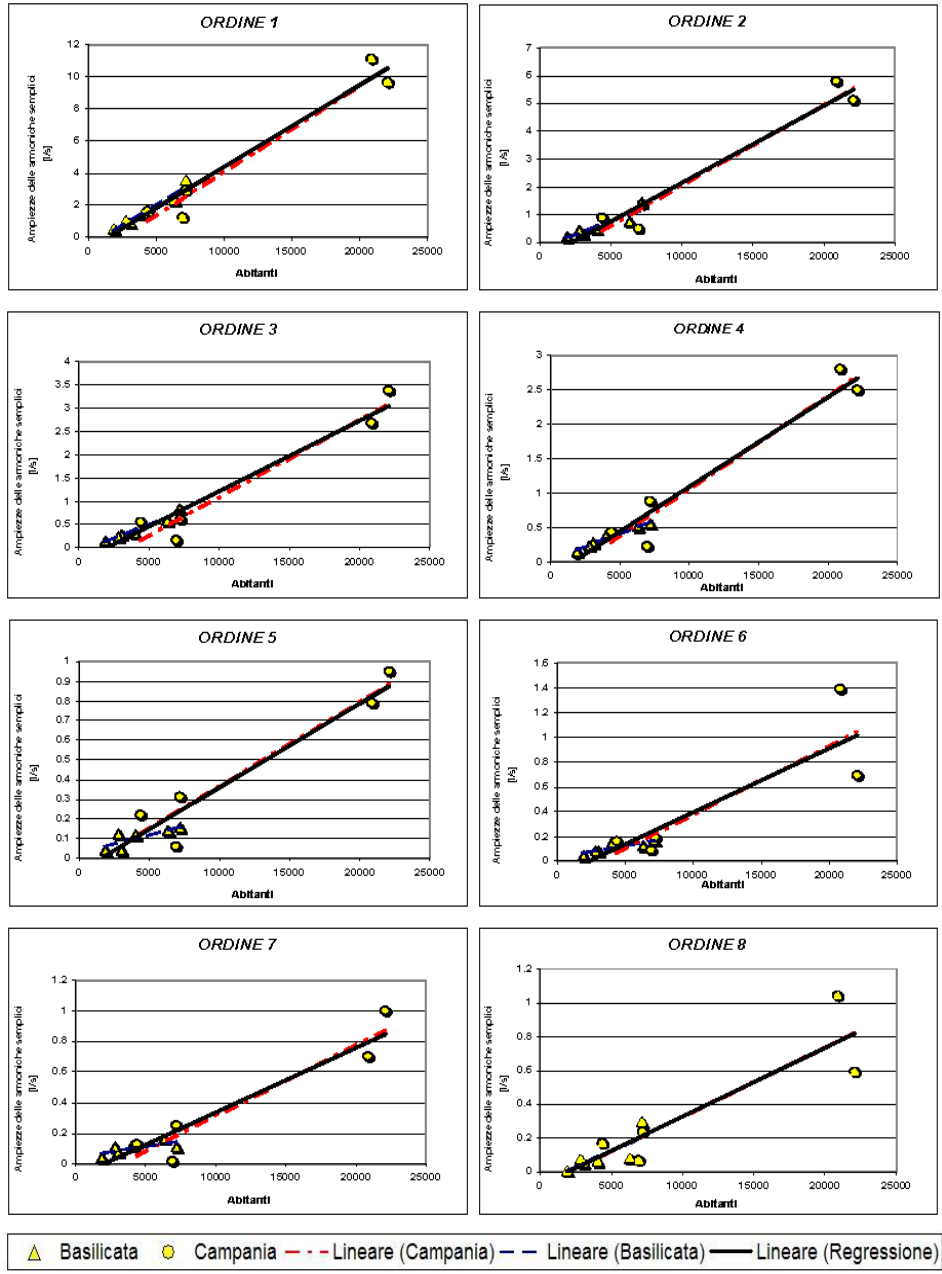 ORDINE 1
Ampiezze delle armoniche semplici
[l/s]
12
10
8
6
4
2
0
0 5000 10000 15000 20000 25000
Abitanti
ORDINE 2
Ampiezze delle armoniche semplici
[l/s]
7
6
5
4
3
2
1
0
0 5000 10000 15000 20000 25000
Abitanti
ORDINE 3
Ampiezze delle armoniche semplici
[l/s]
4
3.5
3
2.5
2
1.5
1
0.5
0
0 5000 10000 15000 20000 25000
Abitanti
ORDINE 4
Ampiezze delle armoniche semplici
[l/s]
3
2.5
2
1.5
1
0.5
0
0 5000 10000 15000 20000 25000
Abitanti
ORDINE 5
Ampiezze delle armoniche semplici
[l/s]
1
0.9
0.8
0.7
0.6
0.5
0.4
0.3
0.2
0.1
0
0 5000 10000 15000 20000 25000
Abitanti
ORDINE 6
Ampiezze delle armoniche semplici
[l/s]
1.6
1.4
1.2
1
0.8
0.6
0.4
0.2
0
0 5000 10000 15000 20000 25000
Abitanti
ORDINE 7
Ampiezze delle armoniche semplici
[l/s]
1.2
1
0.8
0.6
0.4
0.2
0
0 5000 10000 15000 20000 25000
Abitanti
ORDINE 8
Ampiezze delle armoniche semplici
[l/s]
1.2
1
0.8
0.6
0.4
0.2
0
0 5000 10000 15000 20000 25000
Abitanti
Basilicata Campania Lineare (Campania) Lineare (Basilicata) Lineare (Regressione)